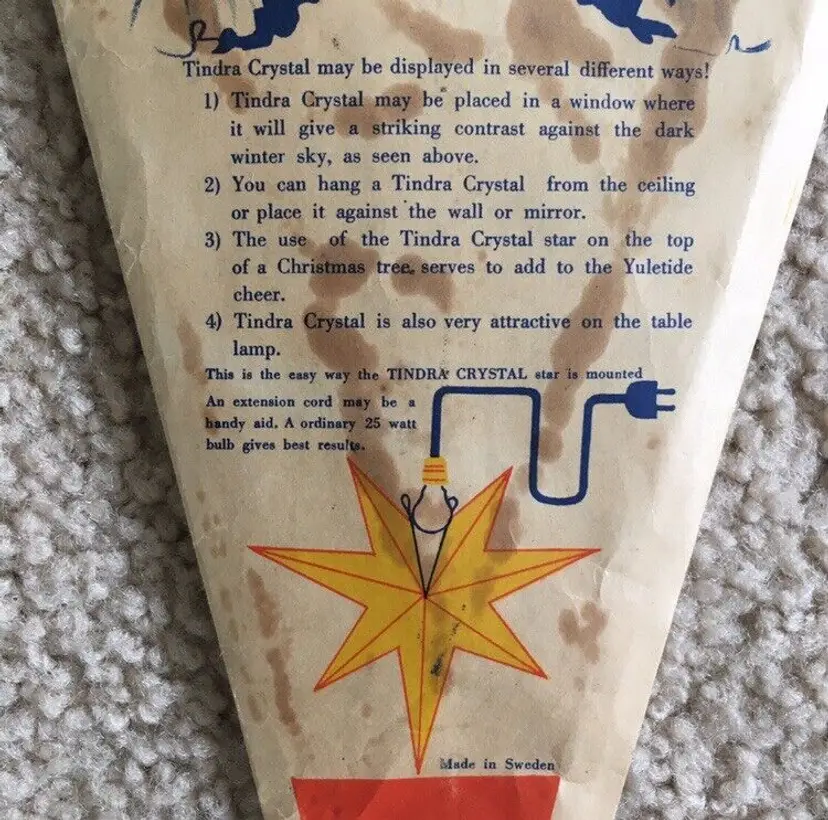 Tindra Crystal may be displayed in several different ways!
1) Tindra Crystal may be placed in a window where
it will give a striking contrast against the dark
winter sky, as seen above.
2) You can hang a Tindra Crystal from the ceiling
or place it against the wall or mirror.
3) The use of the Tindra Crystal star on the top
of a Christmas tree, serves to add to the Yuletide
cheer.
4) Tindra Crystal is also very attractive on the table
lamp.
This is the easy way the TINDRA CRYSTAL star is mounted
An extension cord may be a
handy aid. A ordinary 25 watt
bulb gives best results.
Made in Sweden